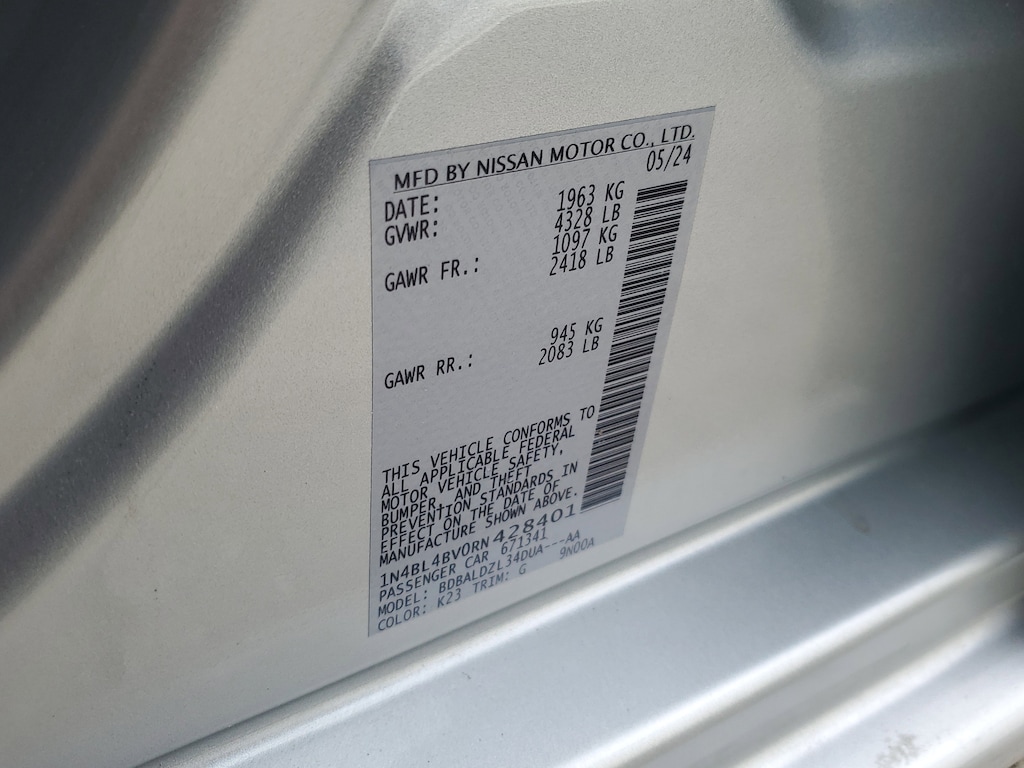 MFD BY NISSAN MOTOR CO., LTD.
DATE: 05/24
GVWR: 1963 KG
4328 LB
GAWR FR.: 1097 KG
2418 LB
GAWR RR.: 945 KG
2083 LB
THIS VEHICLE CONFORMS TO
ALL APPLICABLE FEDERAL
MOTOR VEHICLE SAFETY,
BUMPER, AND THEFT
PREVENTION STANDARDS IN
EFFECT ON THE DATE OF
MANUFACTURE SHOWN ABOVE.
1N4BL4BV0RN428401
PASSENGER CAR 671341
MODEL: BDBALDZL34DUA---AA
COLOR: K23 TRIM: G 9N00A